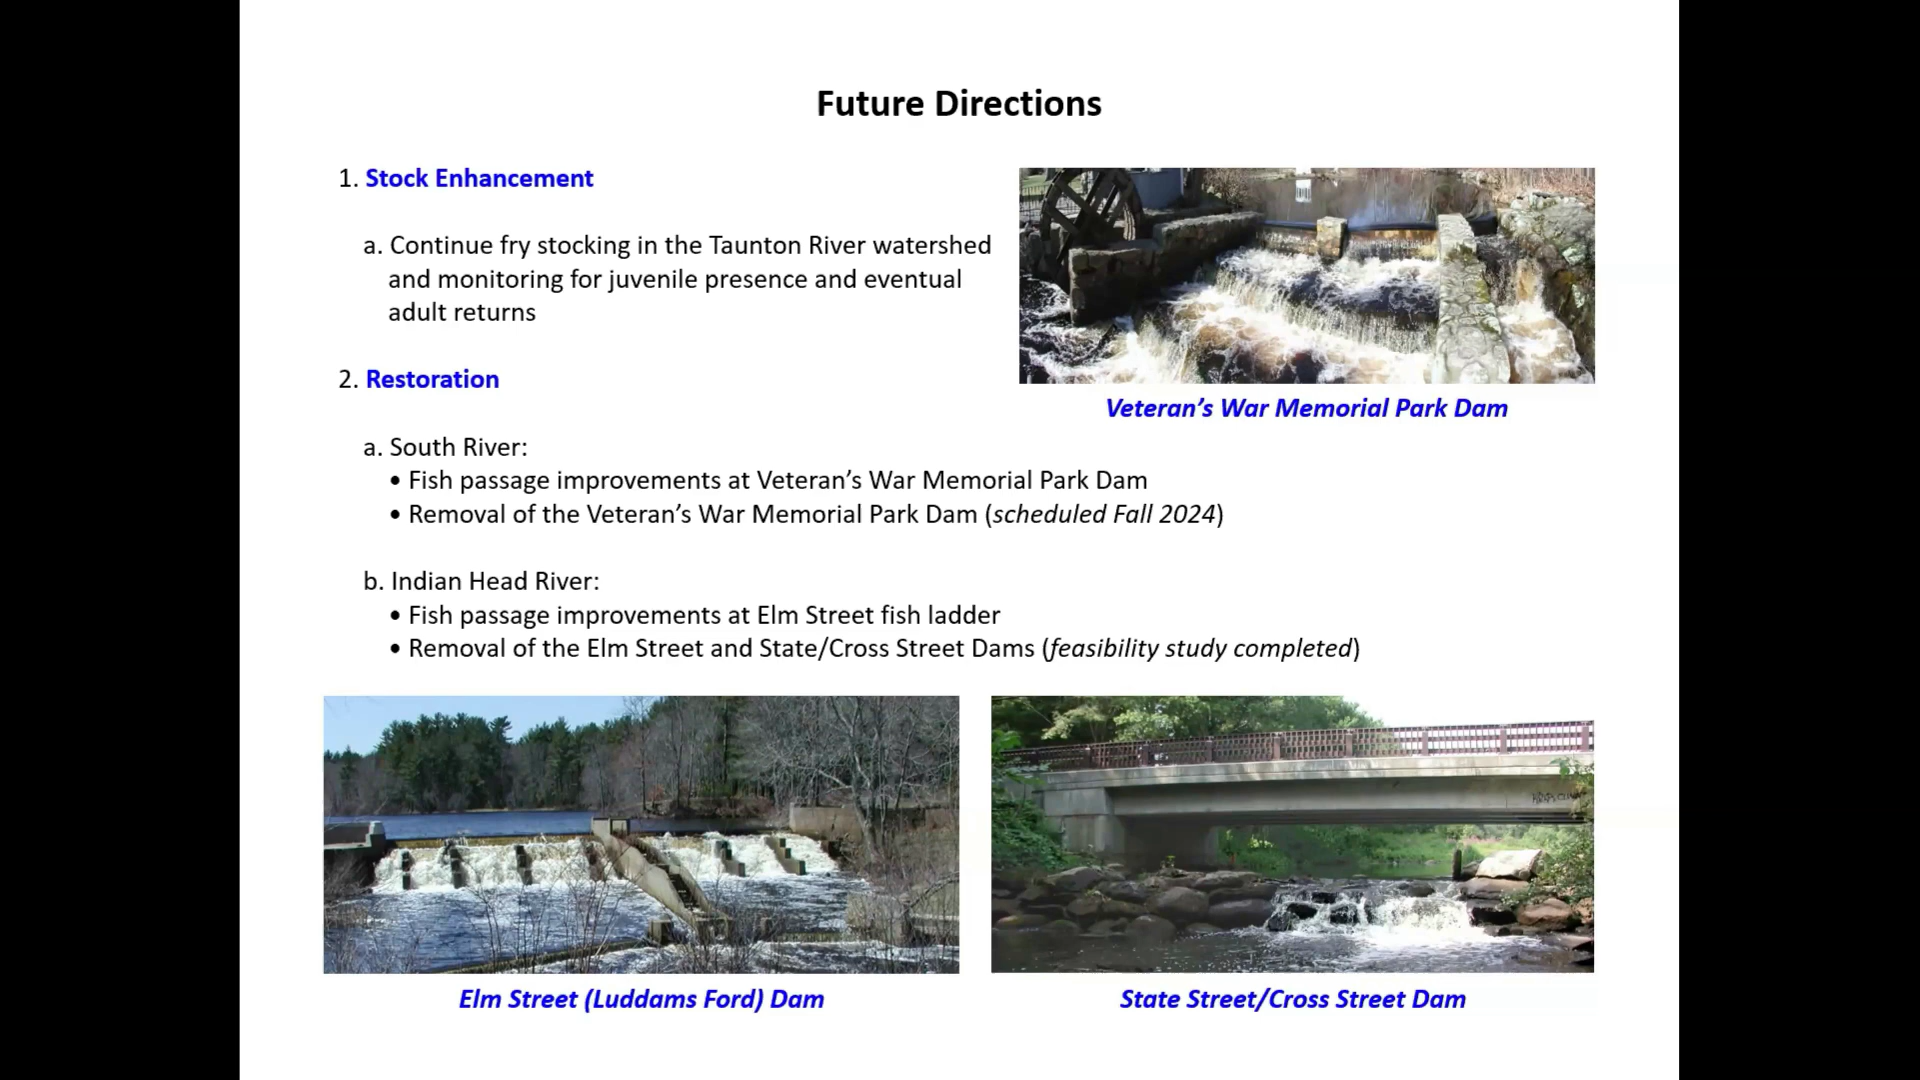 Future Directions
1. Stock Enhancement
a. Continue fry stocking in the Taunton River watershed
and monitoring for juvenile presence and eventual
adult returns
Veteran’s War Memorial Park Dam
2. Restoration
a. South River:
• Fish passage improvements at Veteran’s War Memorial Park Dam
• Removal of the Veteran’s War Memorial Park Dam (scheduled Fall 2024)
b. Indian Head River:
• Fish passage improvements at Elm Street fish ladder
• Removal of the Elm Street and State/Cross Street Dams (feasibility study completed)
Elm Street (Luddams Ford) Dam
State Street/Cross Street Dam